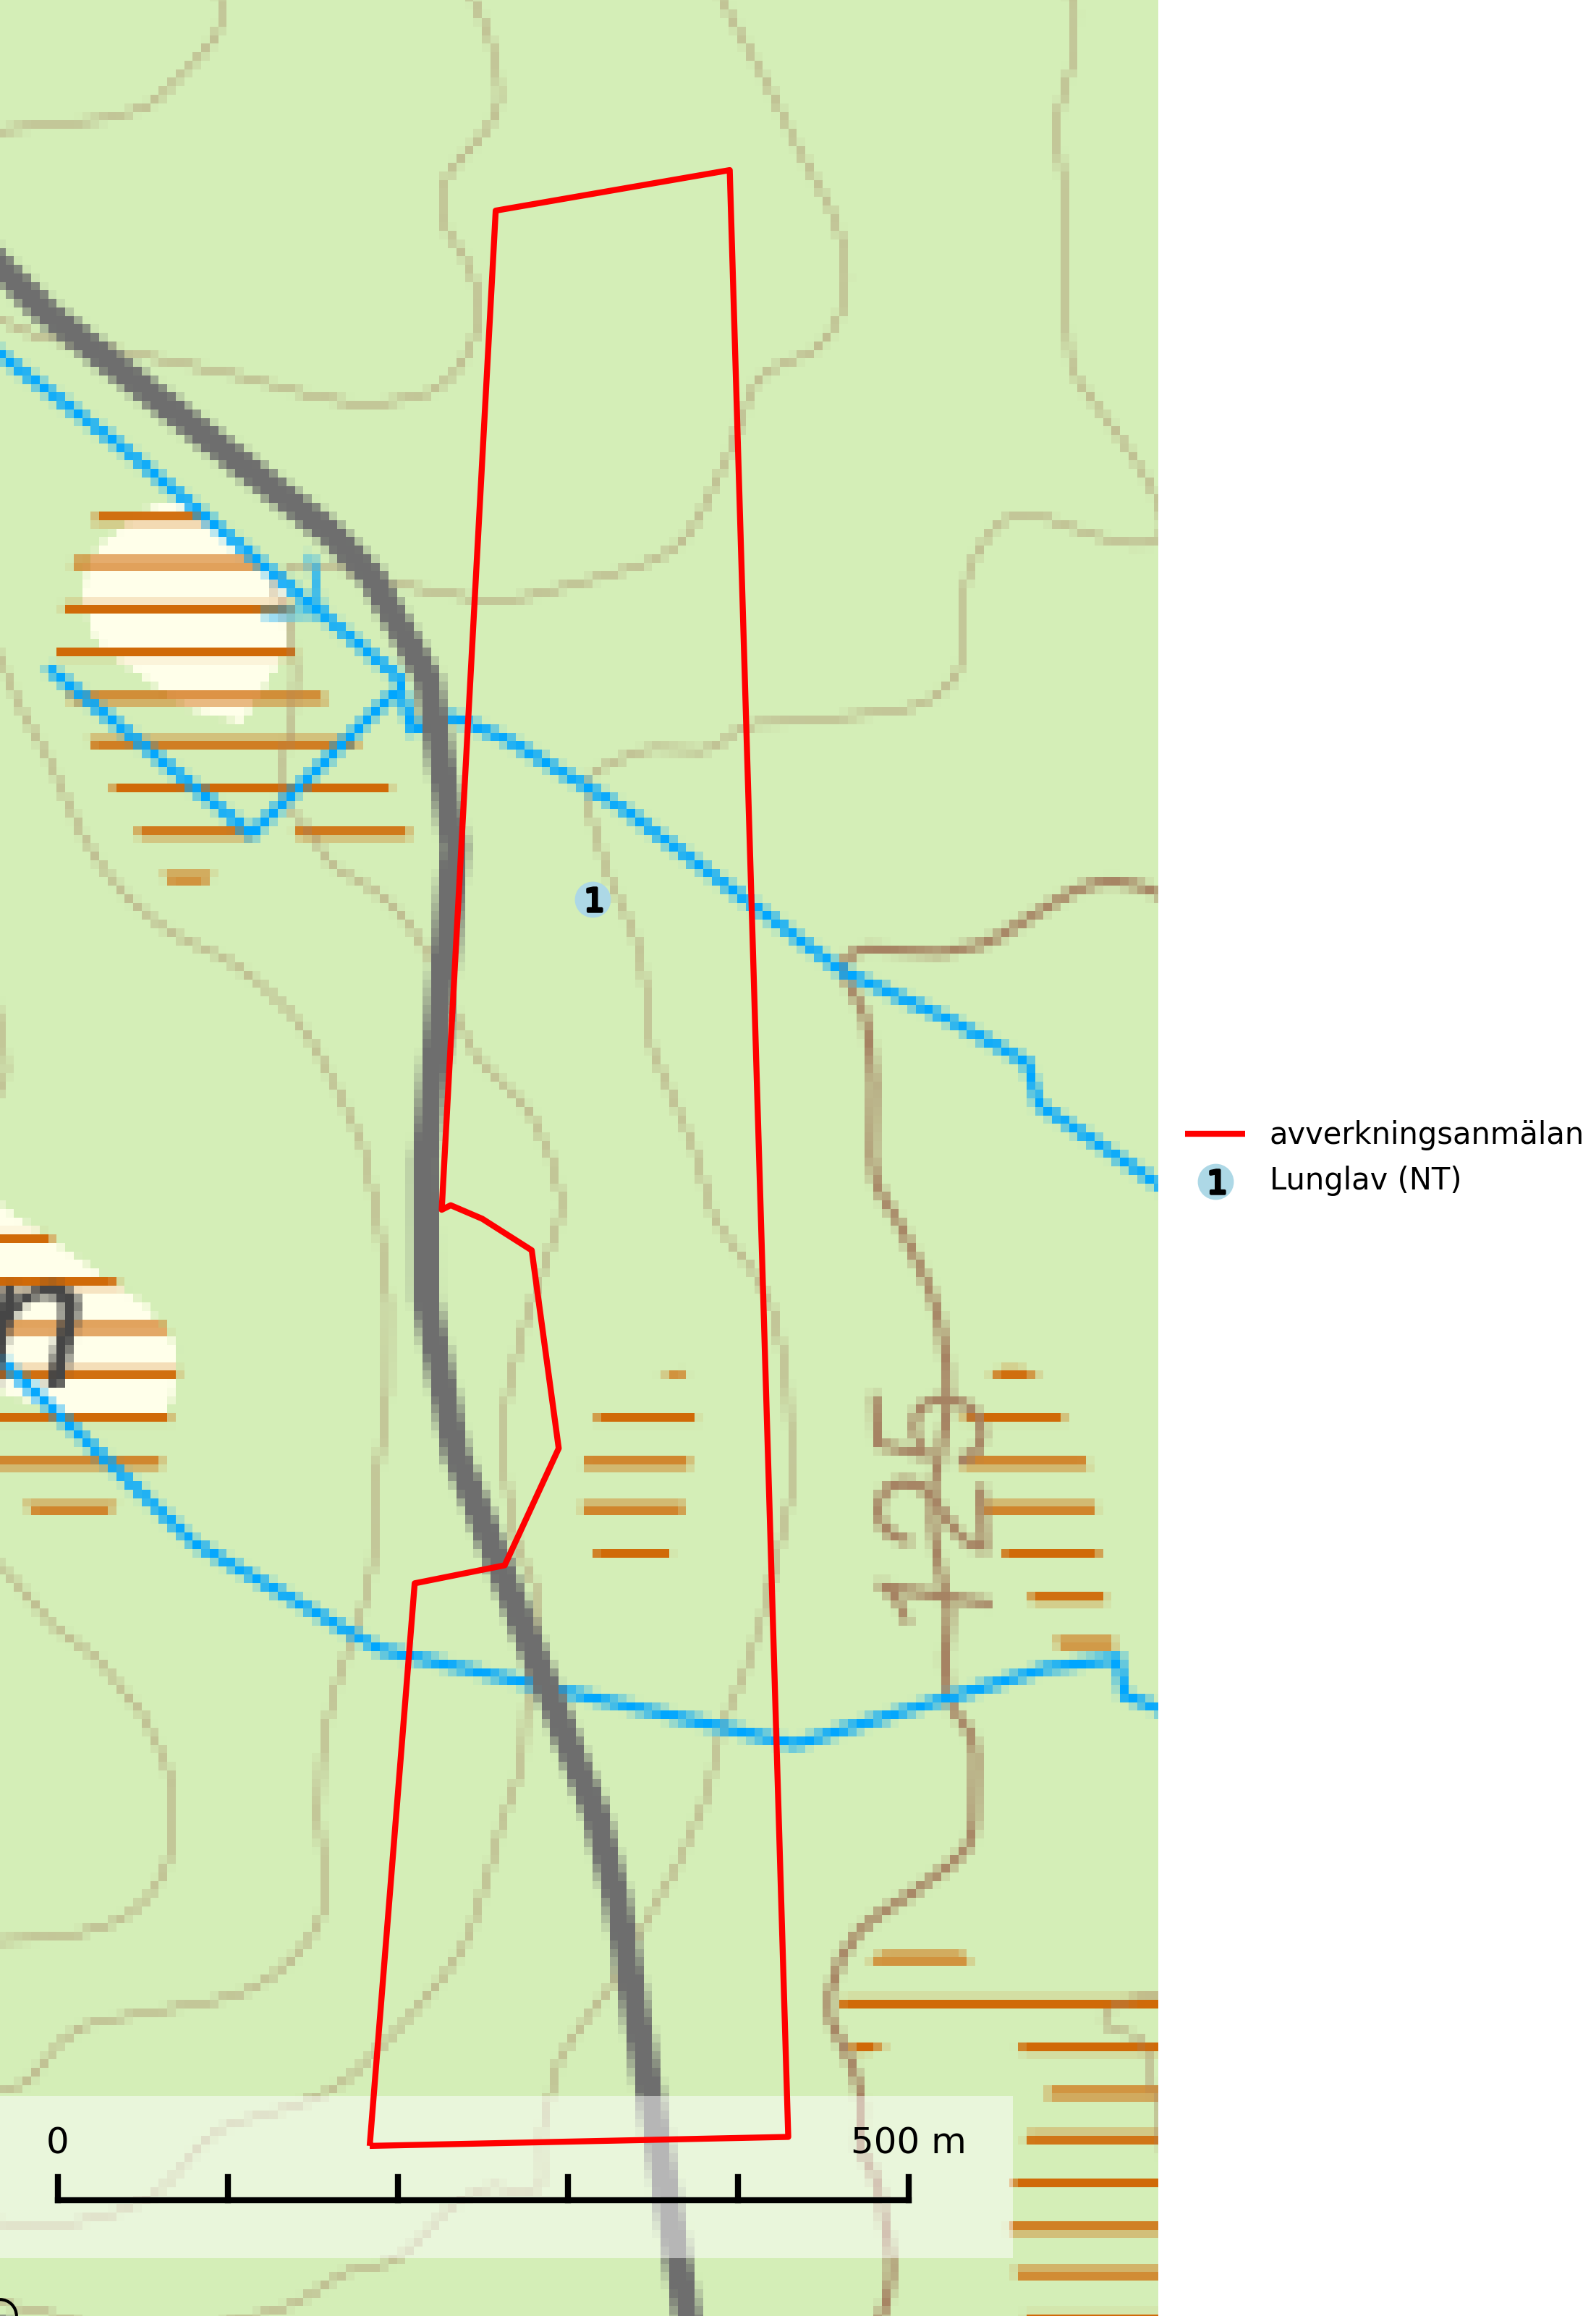 1
avverkningsanmälan
1 Lunglav (NT)
125
0 500 m